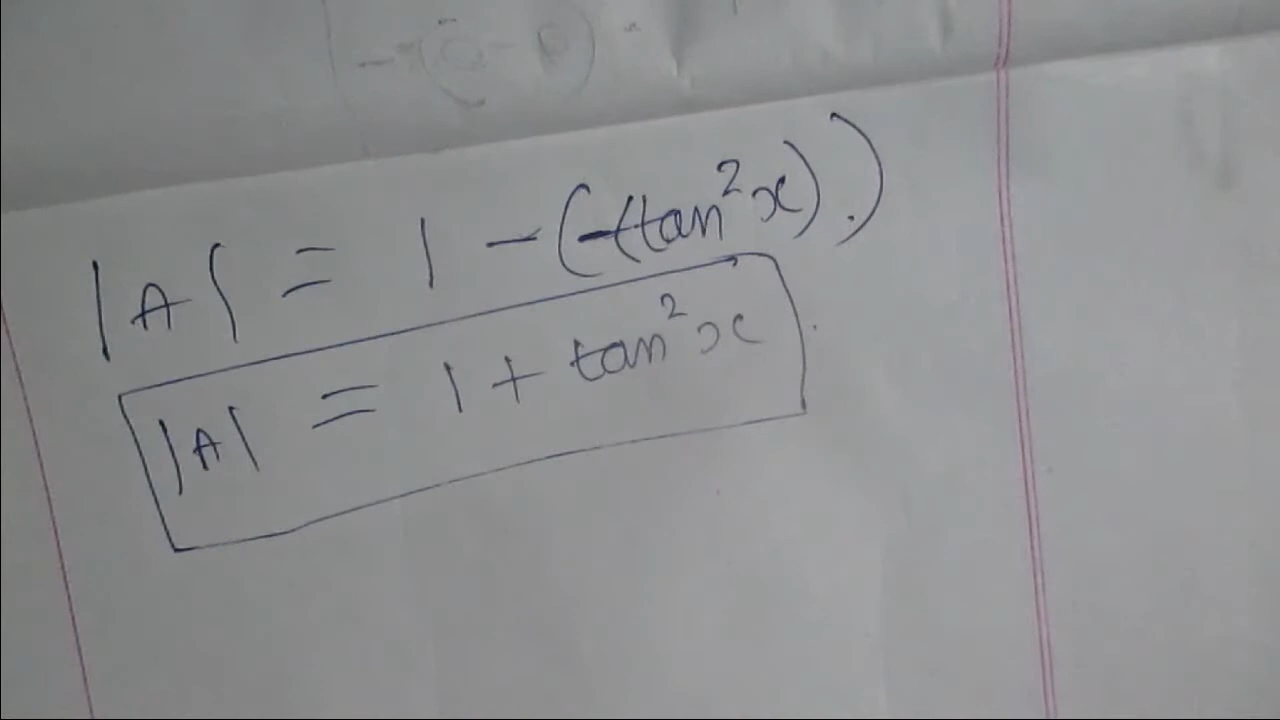 |A| = 1 - (-(tan²x).)
|A| = 1 + tan²x